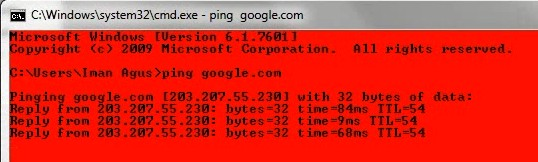 C:\Windows\system32\cmd.exe - ping  google.com
Microsoft Windows [Version 6.1.7601]
Copyright (c) 2009 Microsoft Corporation.  All rights reserved.
C:\Users\Iman Agus>ping google.com
Pinging google.com [203.207.55.230] with 32 bytes of data:
Reply from 203.207.55.230: bytes=32 time=84ms TTL=54
Reply from 203.207.55.230: bytes=32 time=9ms TTL=54
Reply from 203.207.55.230: bytes=32 time=68ms TTL=54